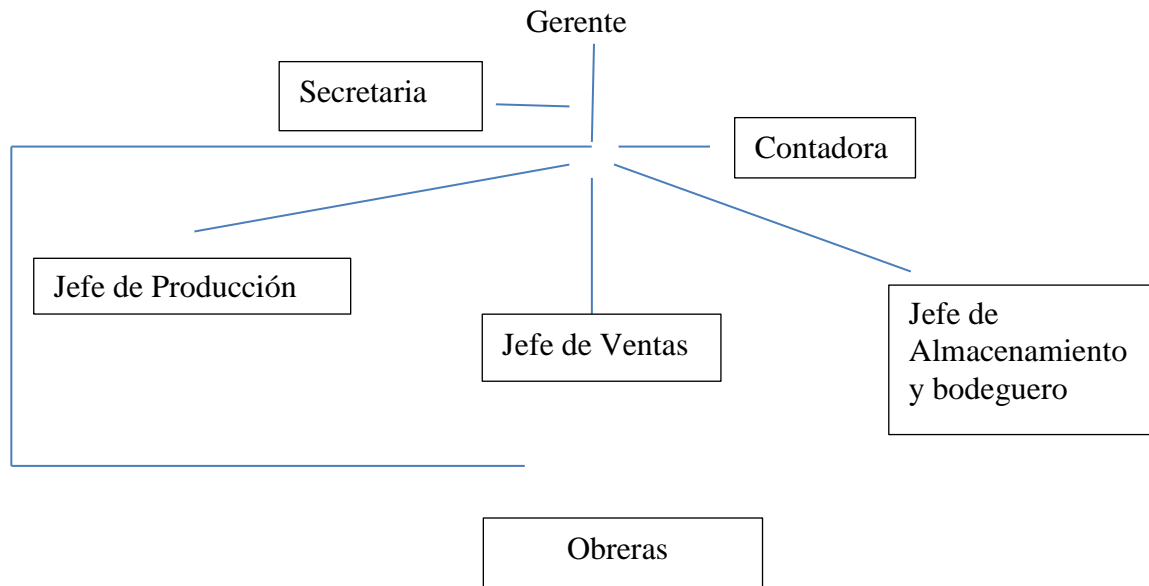 Gerente
Secretaria
Contadora
Jefe de Producción
Jefe de Ventas
Jefe de
Almacenamiento
y bodeguero
Obreras